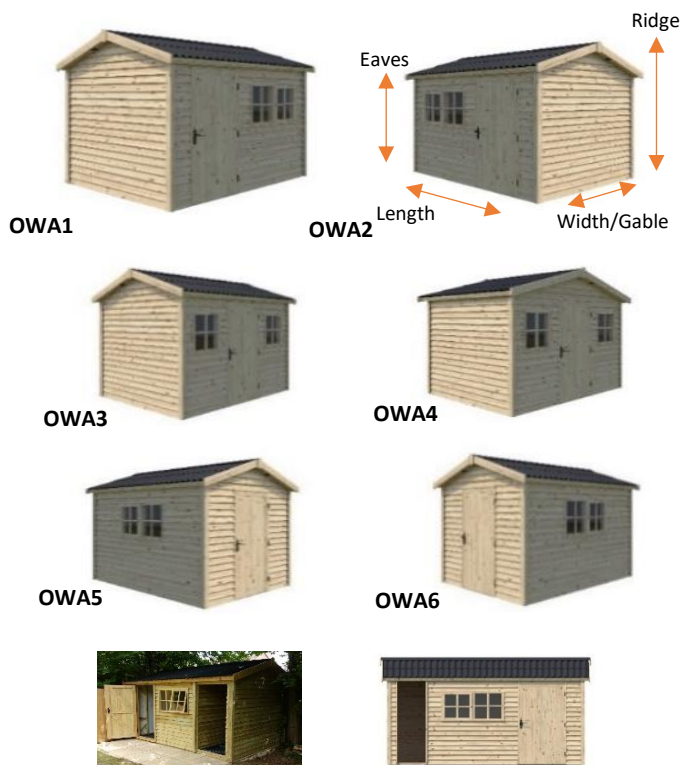 Ridge
Eaves
OWA1
OWA2
Length
Width/Gable
OWA3
OWA4
OWA5
OWA6